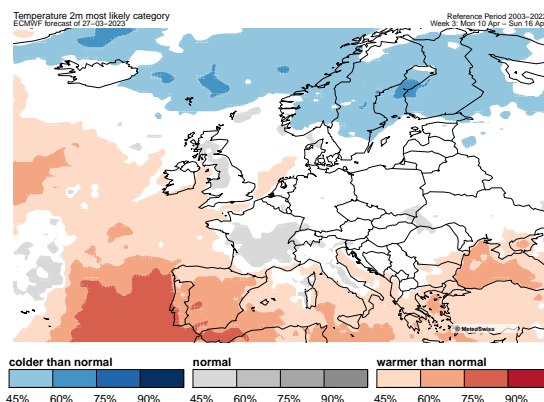 Temperature 2m most likely category
ECMWF forecast of 27-03-2023
Reference Period 2003-2022
Week 3: Mon 10 Apr - Sun 16 Apr
© MeteoSwiss
colder than normal
normal
warmer than normal
45% 60% 75% 90%
45% 60% 75% 90%
45% 60% 75% 90%